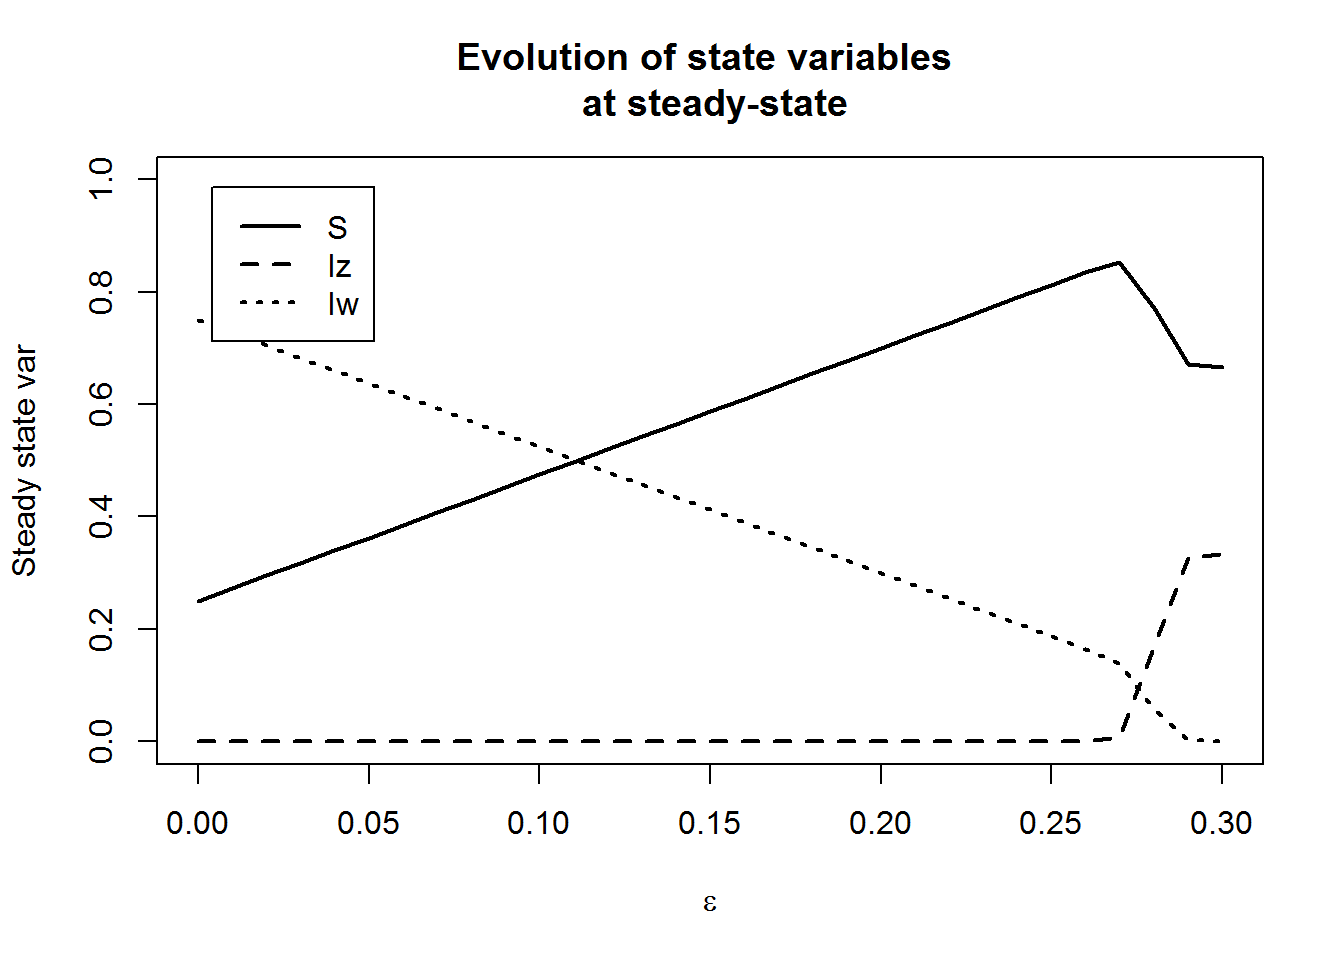 Evolution of state variables
at steady-state
S
Iz
Iw
Steady state var
1.0
0.8
0.6
0.4
0.2
0.0
0.00 0.05 0.10 0.15 0.20 0.25 0.30
ε